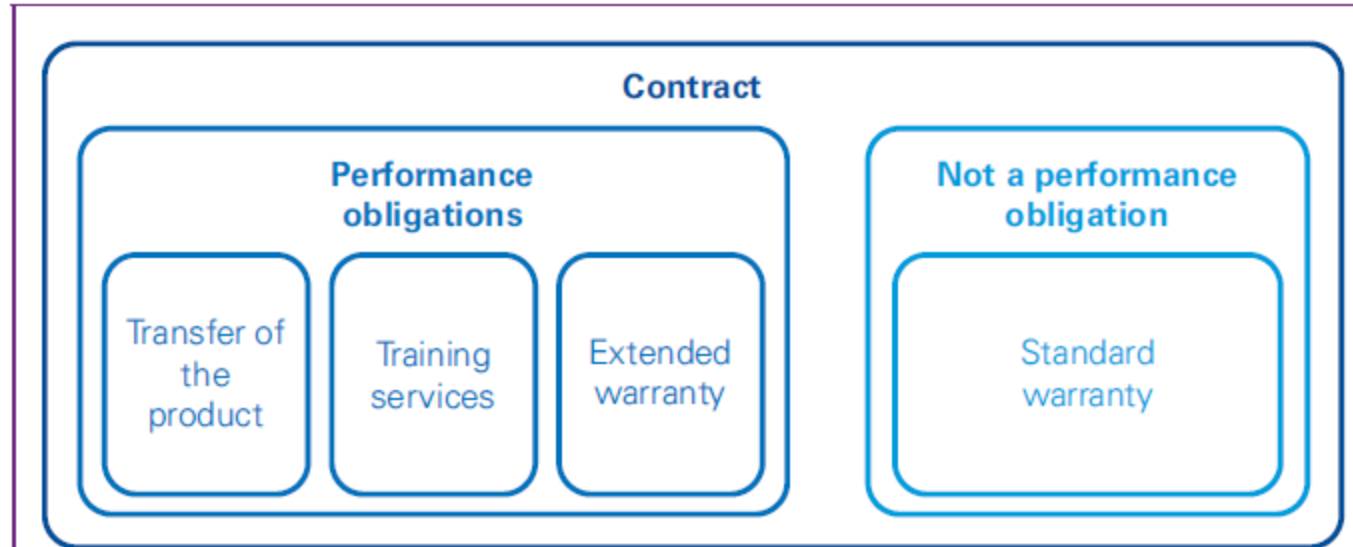 Contract
Performance
obligations
Not a performance
obligation
Transfer of
the
product
Training
services
Extended
warranty
Standard
warranty